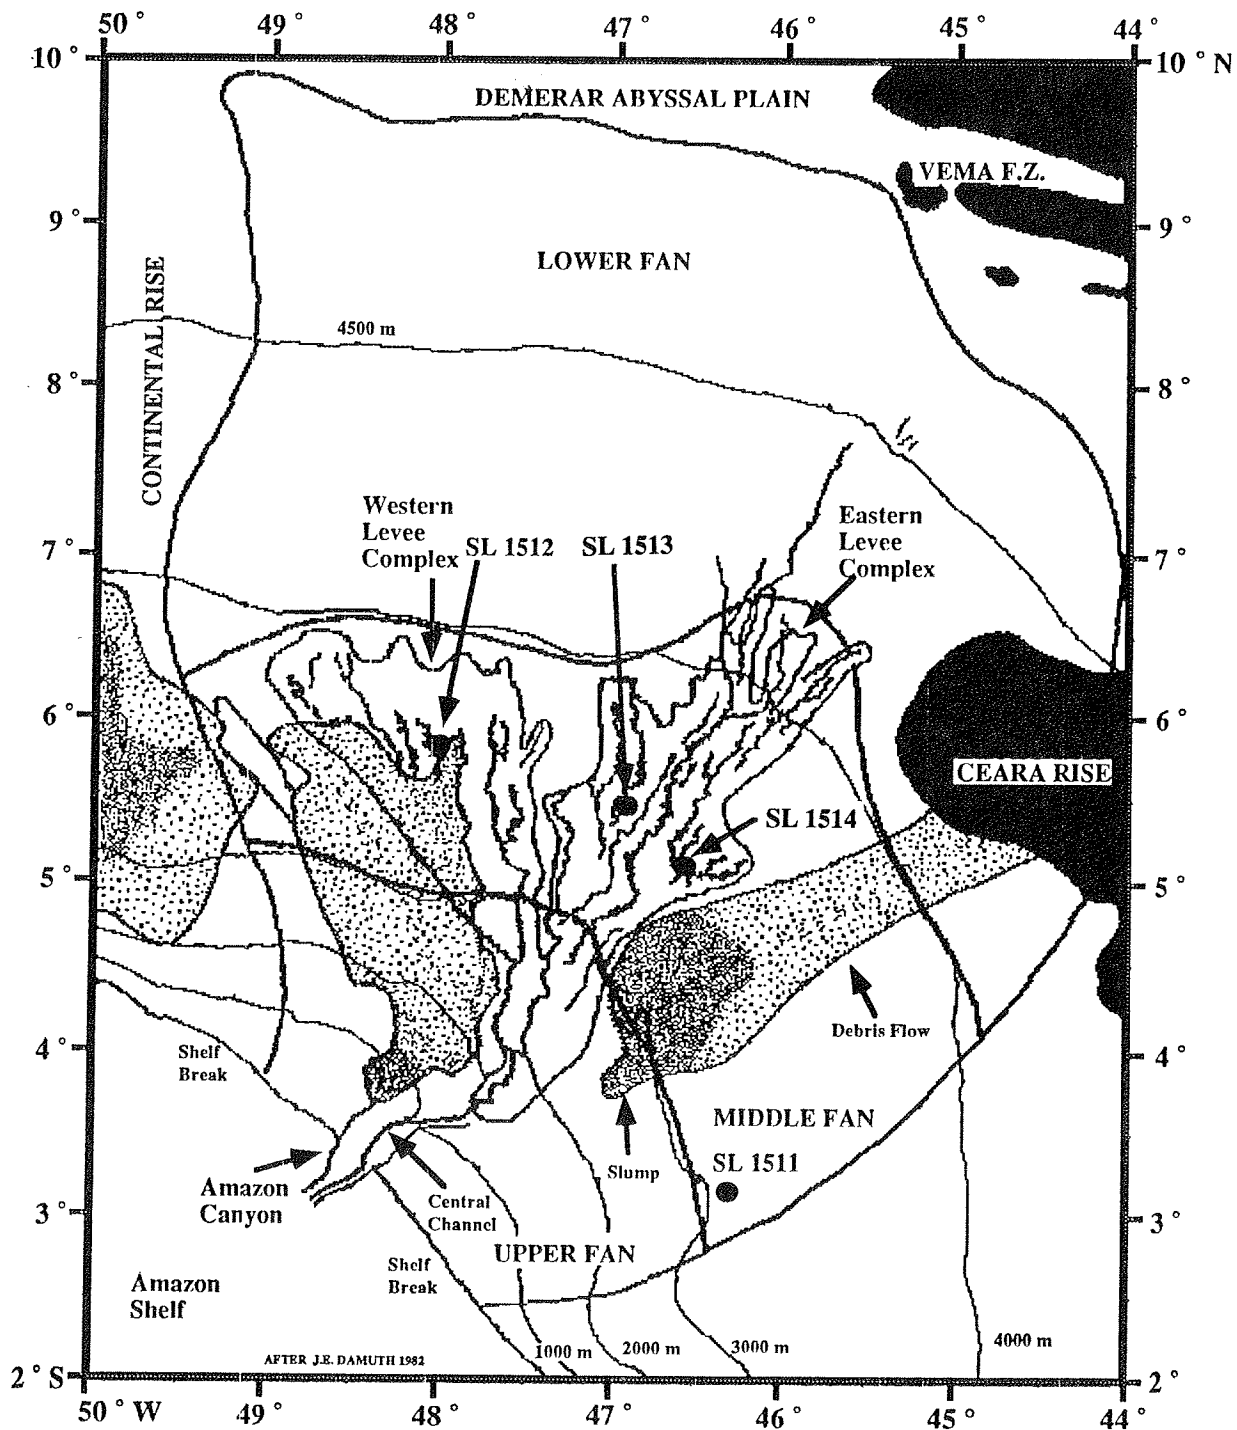 50 ° 49 ° 48 ° 47 ° 46 ° 45 ° 44 °
10 ° 10 ° N
DEMERAR ABYSSAL PLAIN
VEMA F.Z.
9 ° 9 °
LOWER FAN
CONTINENTAL RISE
4500 m
8 ° 8 °
Western
Levee
Complex
SL 1512
SL 1513
Eastern
Levee
Complex
7 ° 7 °
6 ° 6 °
CEARA RISE
SL 1514
5 ° 5 °
Debris Flow
4 ° 4 °
Shelf
Break
MIDDLE FAN
SL 1511
Slump
Amazon
Canyon
Central
Channel
3 ° 3 °
UPPER FAN
Shelf
Break
Amazon
Shelf
1000 m
2000 m
3000 m
4000 m
AFTER J.E. DAMUTH 1982
2 ° S 2 °
50 ° W 49 ° 48 ° 47 ° 46 ° 45 ° 44 °